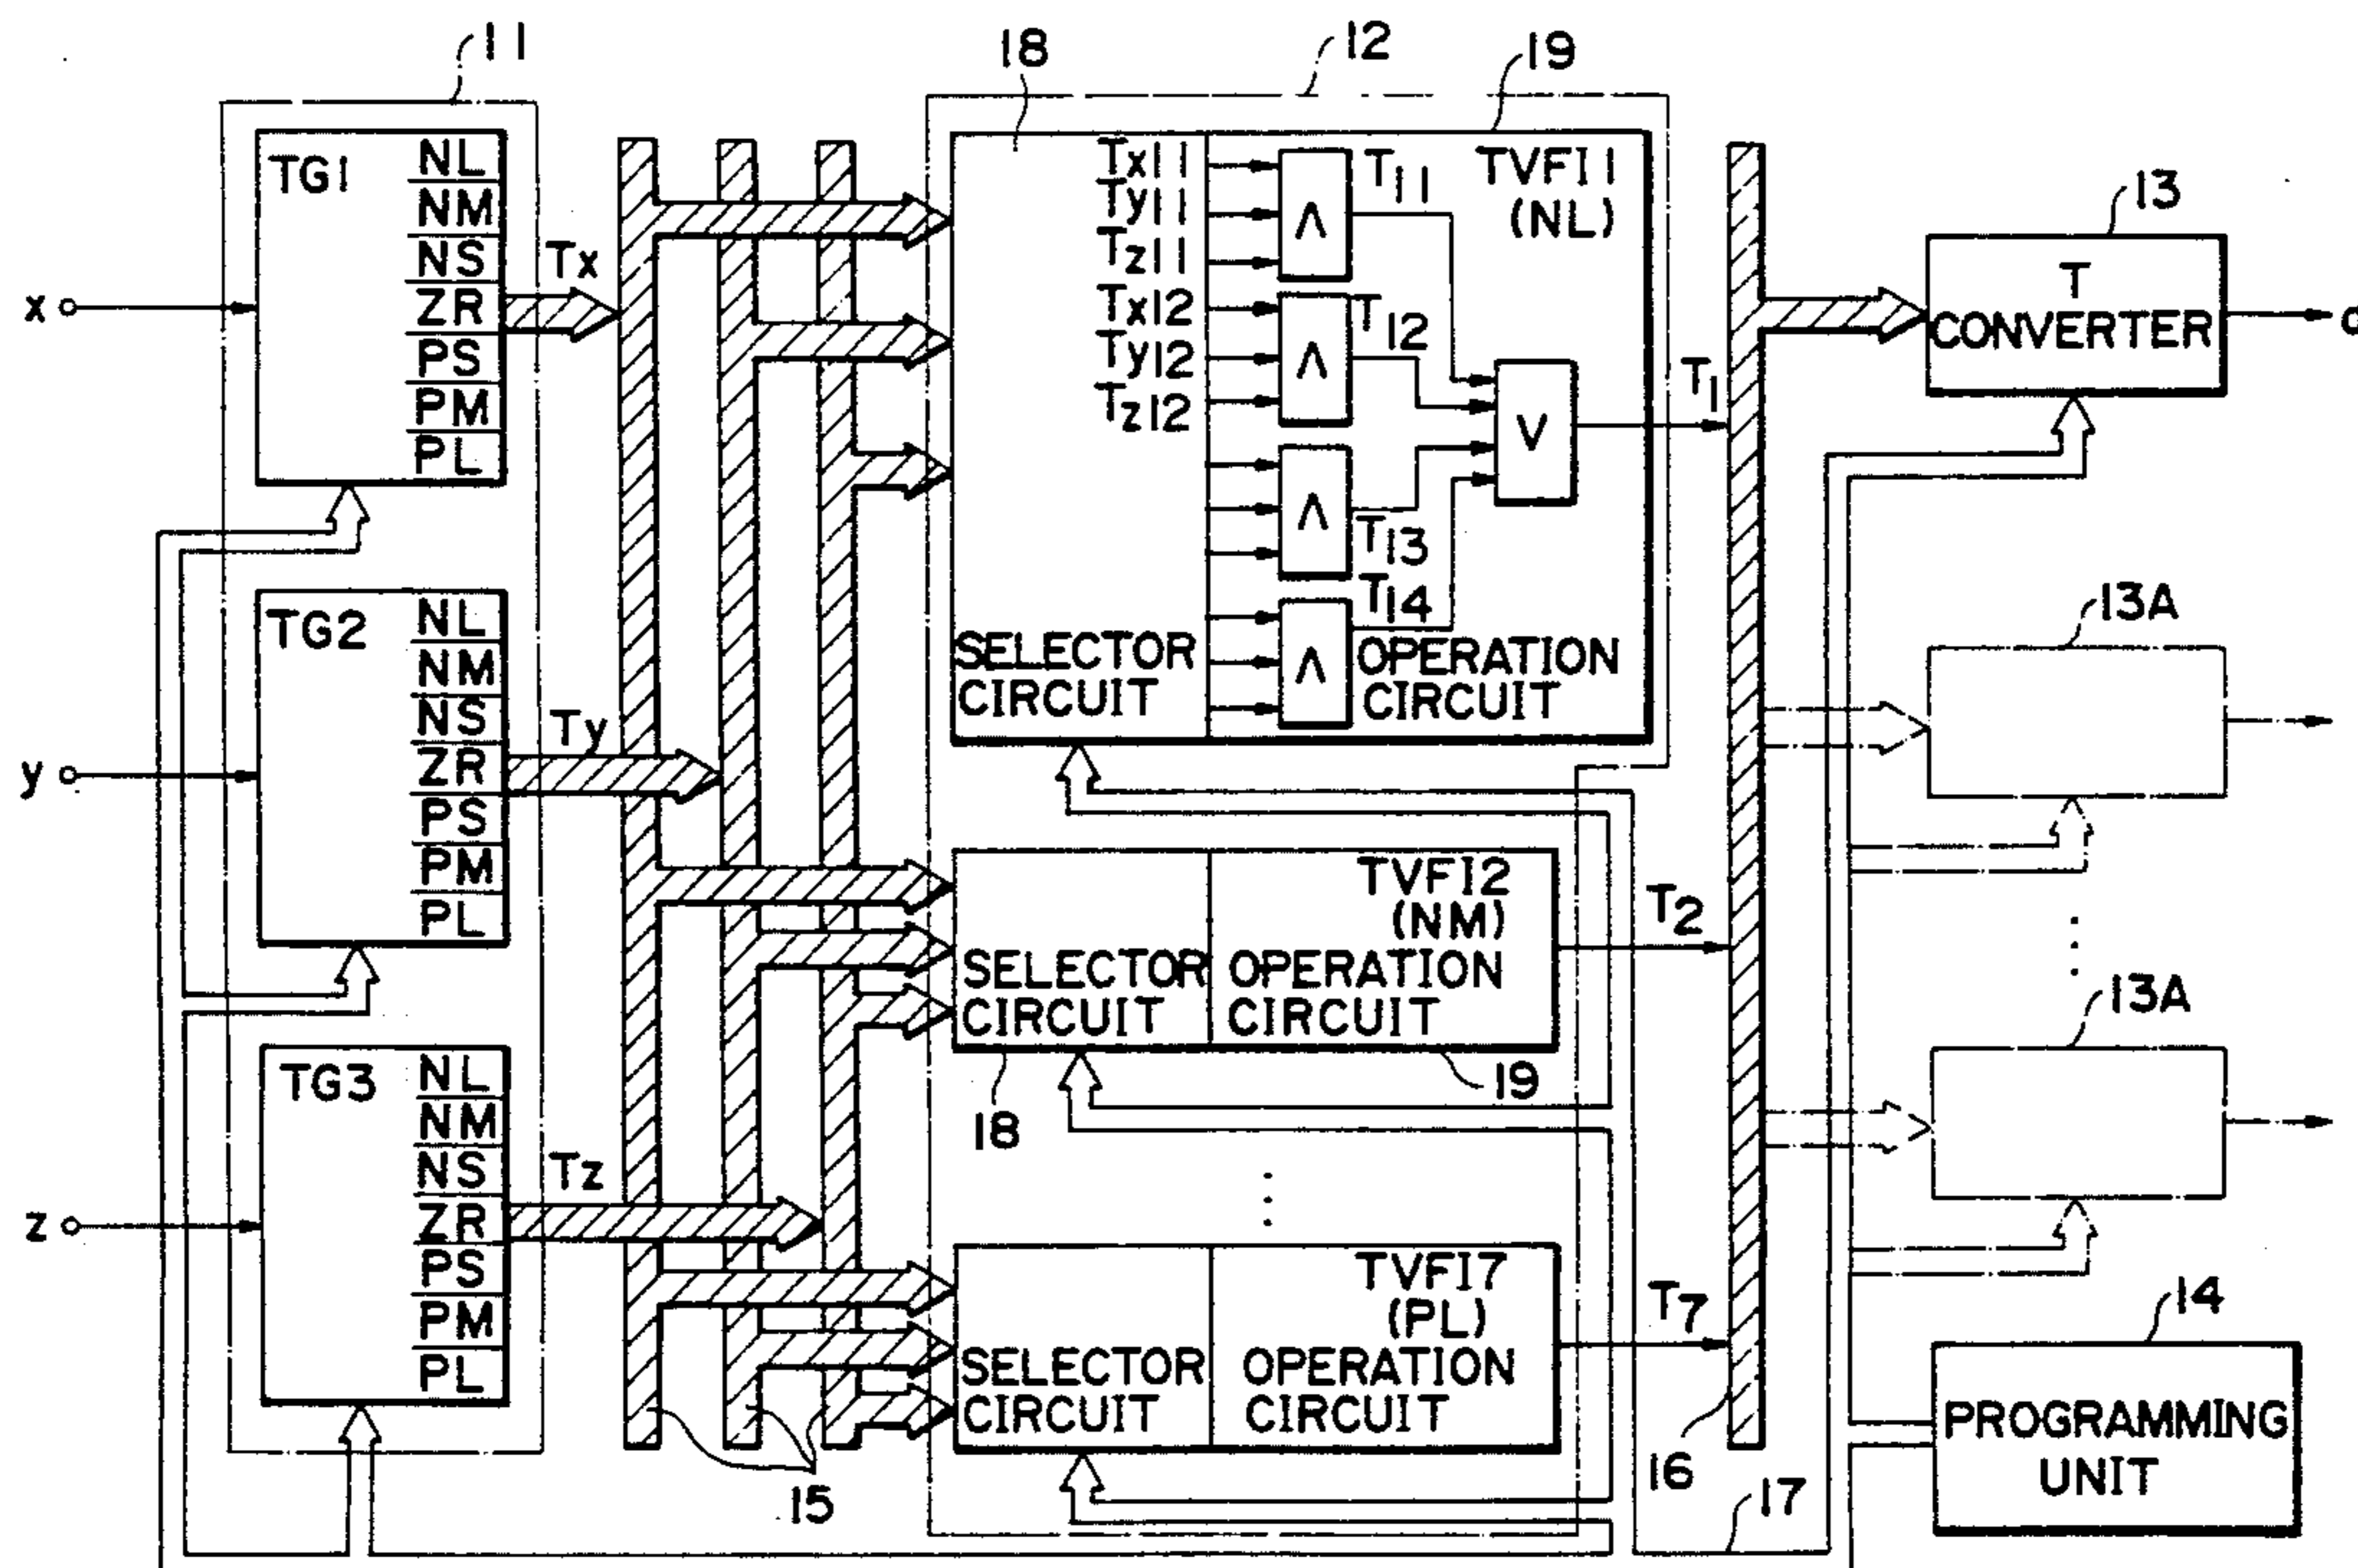 11
18
12
19
TG1
NL
NM
NS
ZR
PS
PM
PL
Tx
x
Tx11
Ty11
Tz11
Tx12
Ty12
Tz12
Λ
Λ
Λ
Λ
T11
T12
T13
T14
V
TVFI1
(NL)
SELECTOR
CIRCUIT
OPERATION
CIRCUIT
T1
13
T
CONVERTER
13A
TG2
NL
NM
NS
ZR
PS
PM
PL
Ty
y
TVFI2
(NM)
SELECTOR
CIRCUIT
OPERATION
CIRCUIT
18
19
T2
13A
TG3
NL
NM
NS
ZR
PS
PM
PL
Tz
z
TVFI7
(PL)
SELECTOR
CIRCUIT
OPERATION
CIRCUIT
T7
14
PROGRAMMING
UNIT
15
16
17